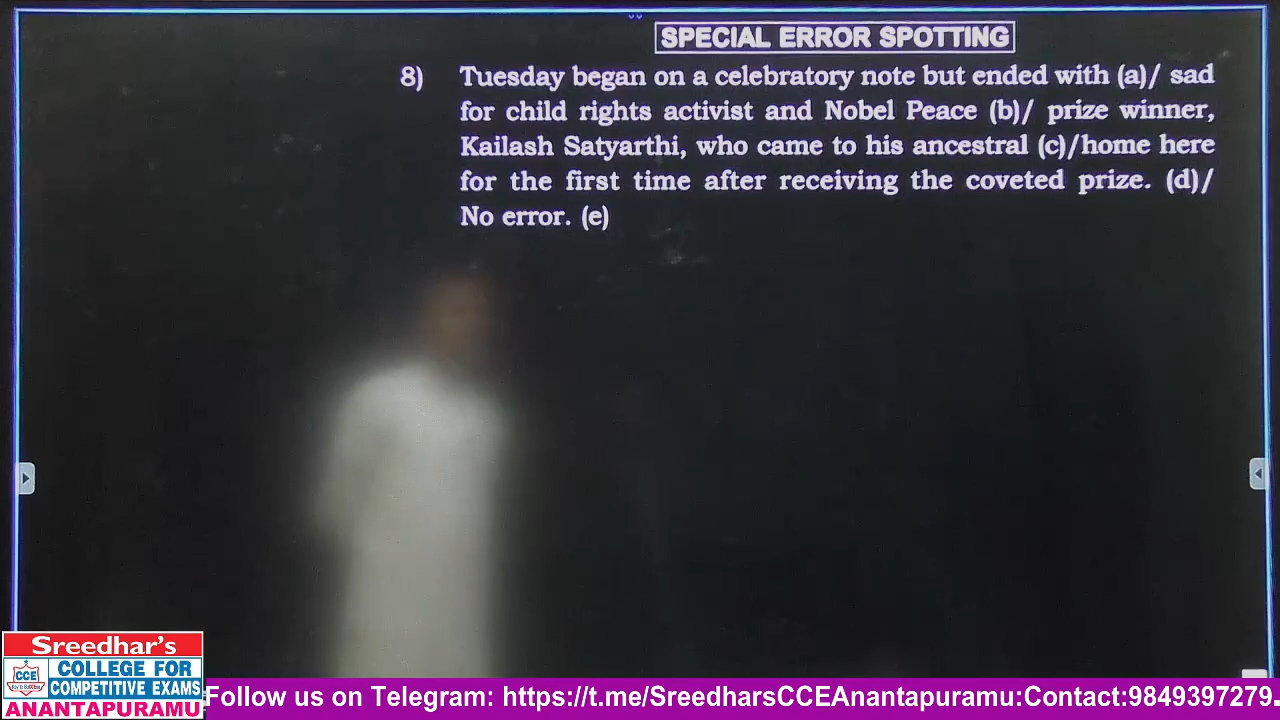 SPECIAL ERROR SPOTTING
8) Tuesday began on a celebratory note but ended with (a)/ sad
for child rights activist and Nobel Peace (b)/ prize winner,
Kailash Satyarthi, who came to his ancestral (c)/home here
for the first time after receiving the coveted prize. (d)/
No error. (e)
Sreedhar's
CCE
COLLEGE FOR
COMPETITIVE EXAMS
ANANTAPURAMU
Follow us on Telegram: https://t.me/SreedharsCCEAnantapuramu:Contact:9849397279.